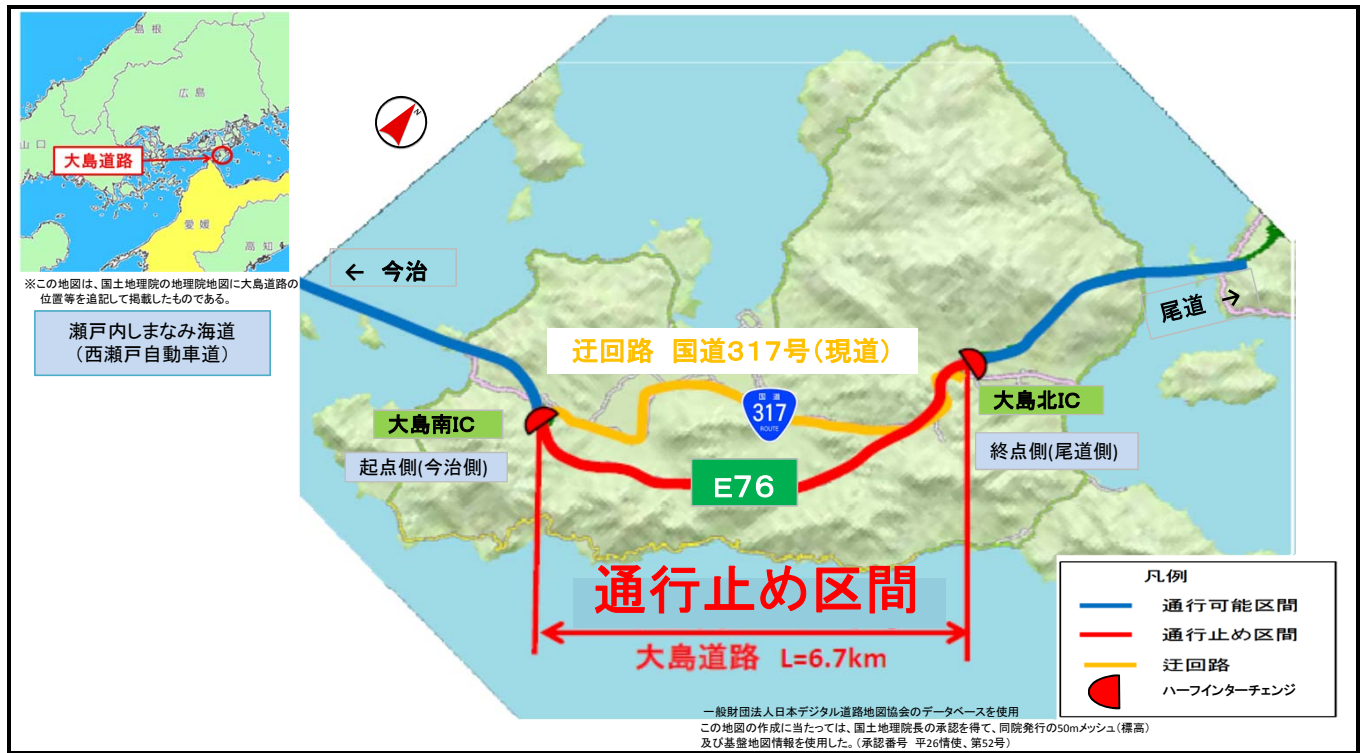 島根
広島
山口
大島道路
愛媛
高知
※この地図は、国土地理院の地理院地図に大島道路の
位置等を追記して掲載したものである。
瀬戸内しまなみ海道
（西瀬戸自動車道）
N
← 今治
尾道 →
迂回路 国道317号（現道）
国道
317
ROUTE
大島南IC
起点側(今治側)
大島北IC
終点側(尾道側)
E76
通行止め区間
大島道路 L=6.7km
凡例
通行可能区間
通行止め区間
迂回路
ハーフインターチェンジ
一般財団法人日本デジタル道路地図協会のデータベースを使用
この地図の作成に当たっては、国土地理院長の承認を得て、同院発行の50mメッシュ（標高）
及び基盤地図情報を使用した。（承認番号 平26情使、第52号）